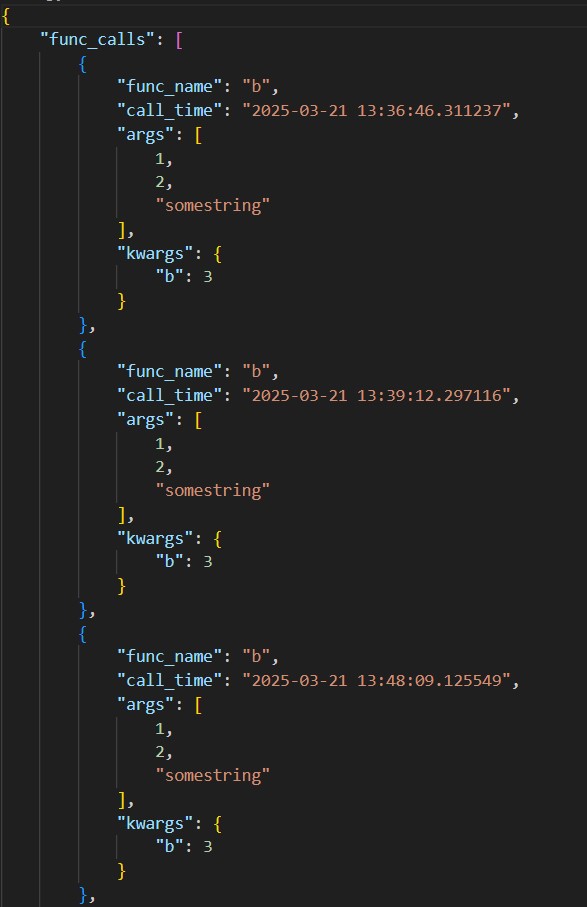 {
    "func_calls": [
        {
            "func_name": "b",
            "call_time": "2025-03-21 13:36:46.311237",
            "args": [
                1,
                2,
                "somestring"
            ],
            "kwargs": {
                "b": 3
            }
        },
        {
            "func_name": "b",
            "call_time": "2025-03-21 13:39:12.297116",
            "args": [
                1,
                2,
                "somestring"
            ],
            "kwargs": {
                "b": 3
            }
        },
        {
            "func_name": "b",
            "call_time": "2025-03-21 13:48:09.125549",
            "args": [
                1,
                2,
                "somestring"
            ],
            "kwargs": {
                "b": 3
            }
        },